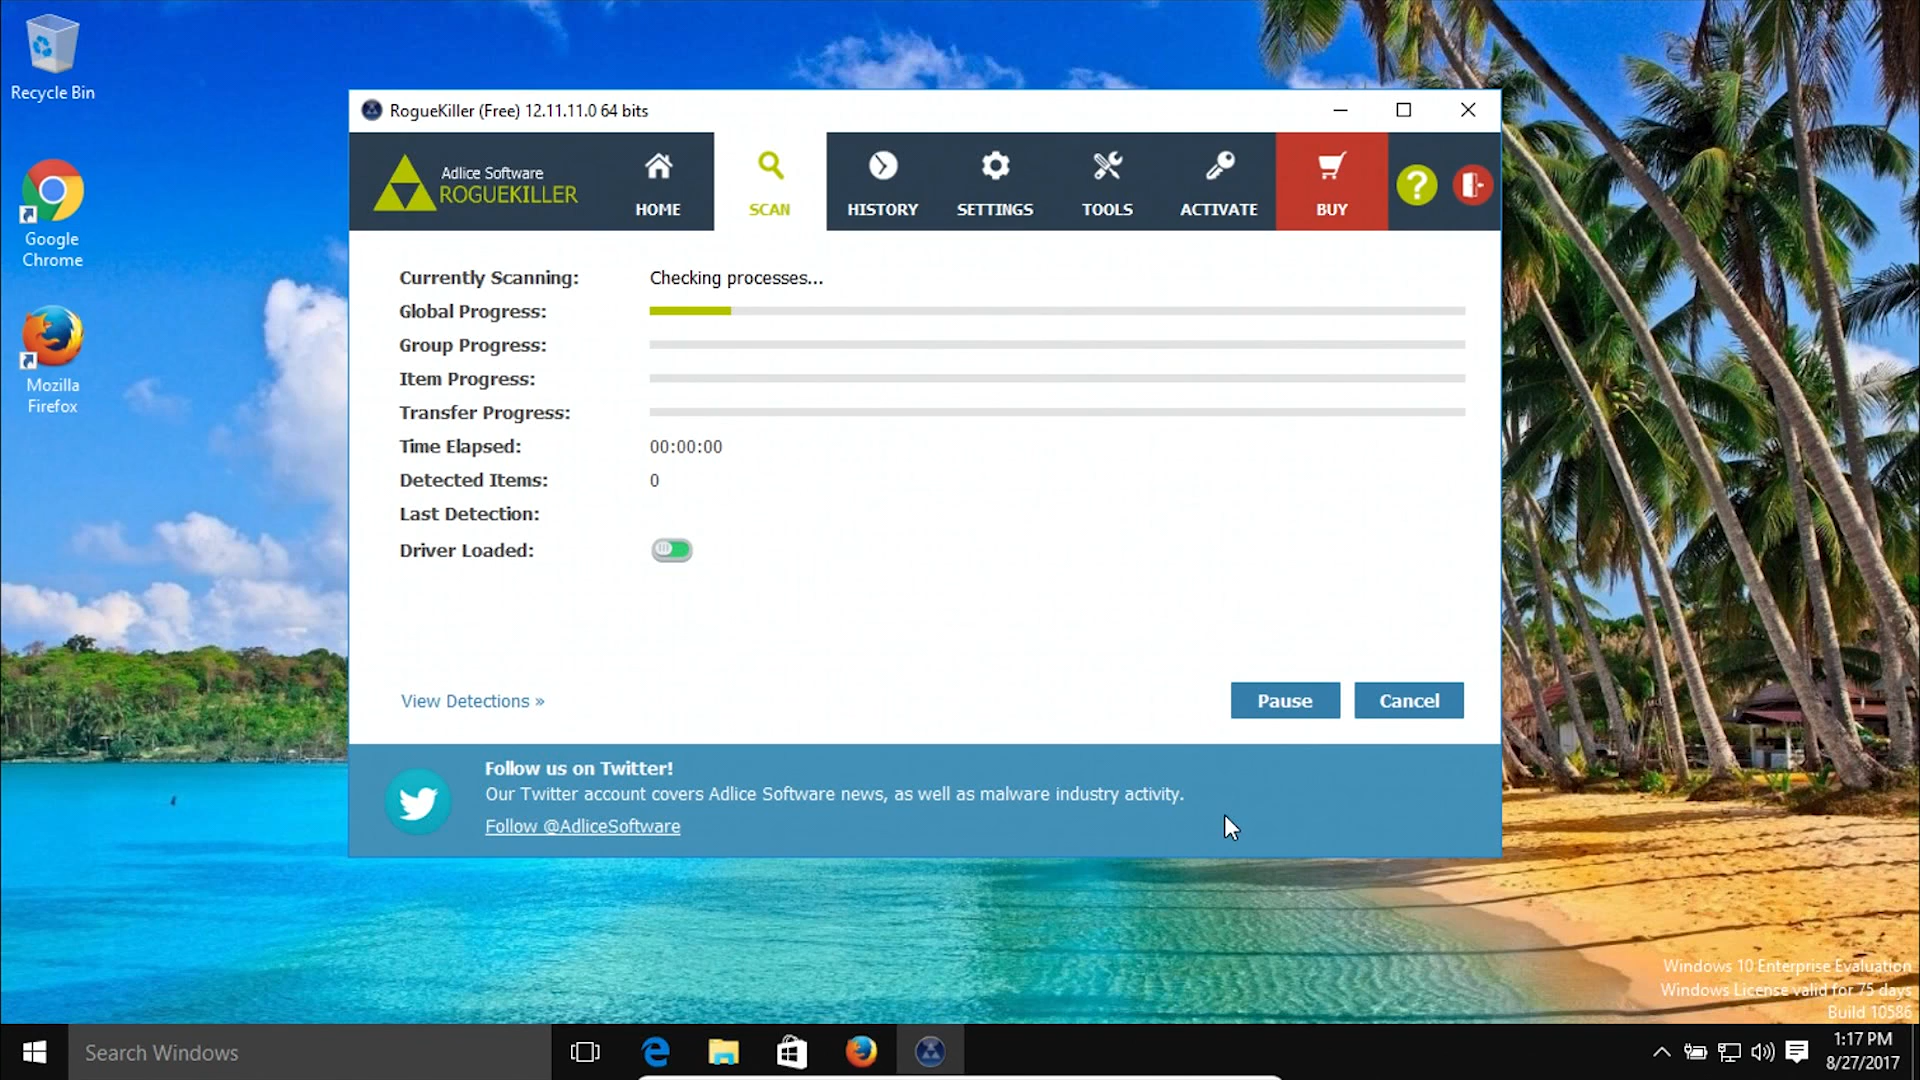 Recycle Bin
Google
Chrome
Mozilla
Firefox
RogueKiller (Free) 12.11.11.0 64 bits
Adlice Software
ROGUEKILLER
HOME
SCAN
HISTORY
SETTINGS
TOOLS
ACTIVATE
BUY
?
Currently Scanning: Checking processes...
Global Progress:
Group Progress:
Item Progress:
Transfer Progress:
Time Elapsed: 00:00:00
Detected Items: 0
Last Detection:
Driver Loaded:
View Detections »
Pause
Cancel
Follow us on Twitter!
Our Twitter account covers Adlice Software news, as well as malware industry activity.
Follow @AdliceSoftware
Windows 10 Enterprise Evaluation
Windows License valid for 75 days
Build 10586
Search Windows
1:17 PM
8/27/2017